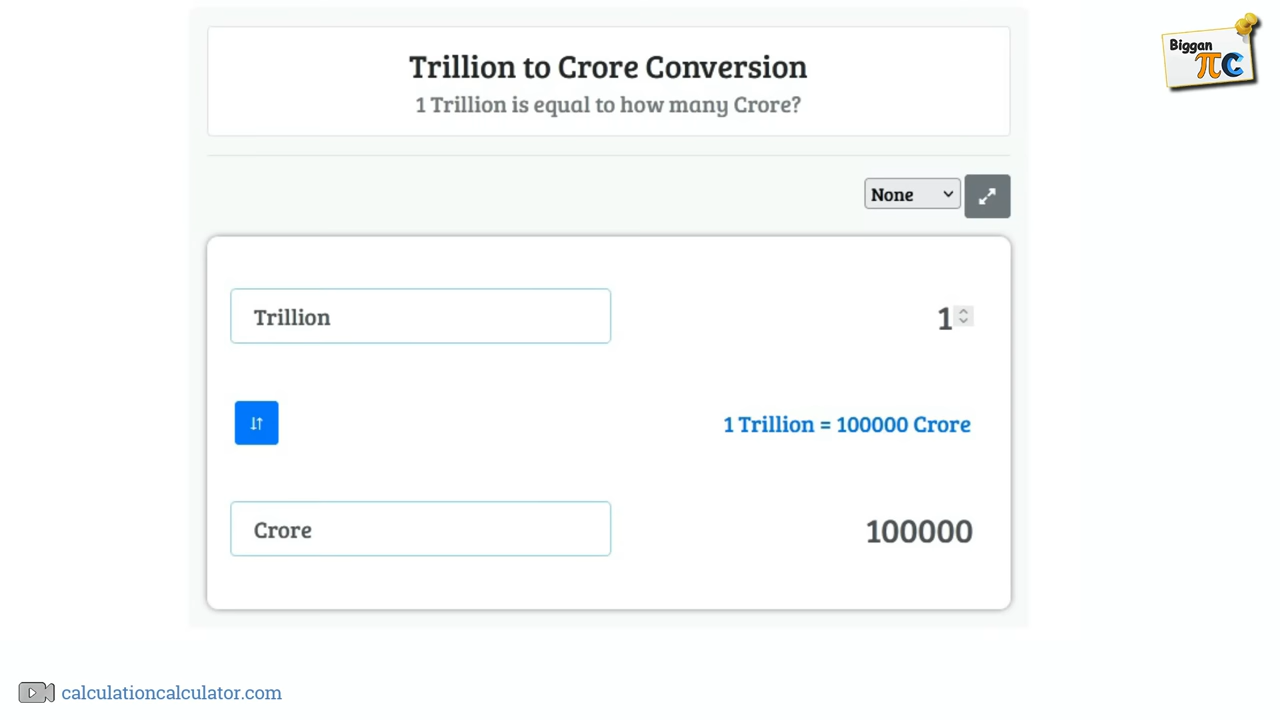 Biggan
πC
Trillion to Crore Conversion
1 Trillion is equal to how many Crore?
None
Trillion
1
1 Trillion = 100000 Crore
Crore
100000
calculationcalculator.com